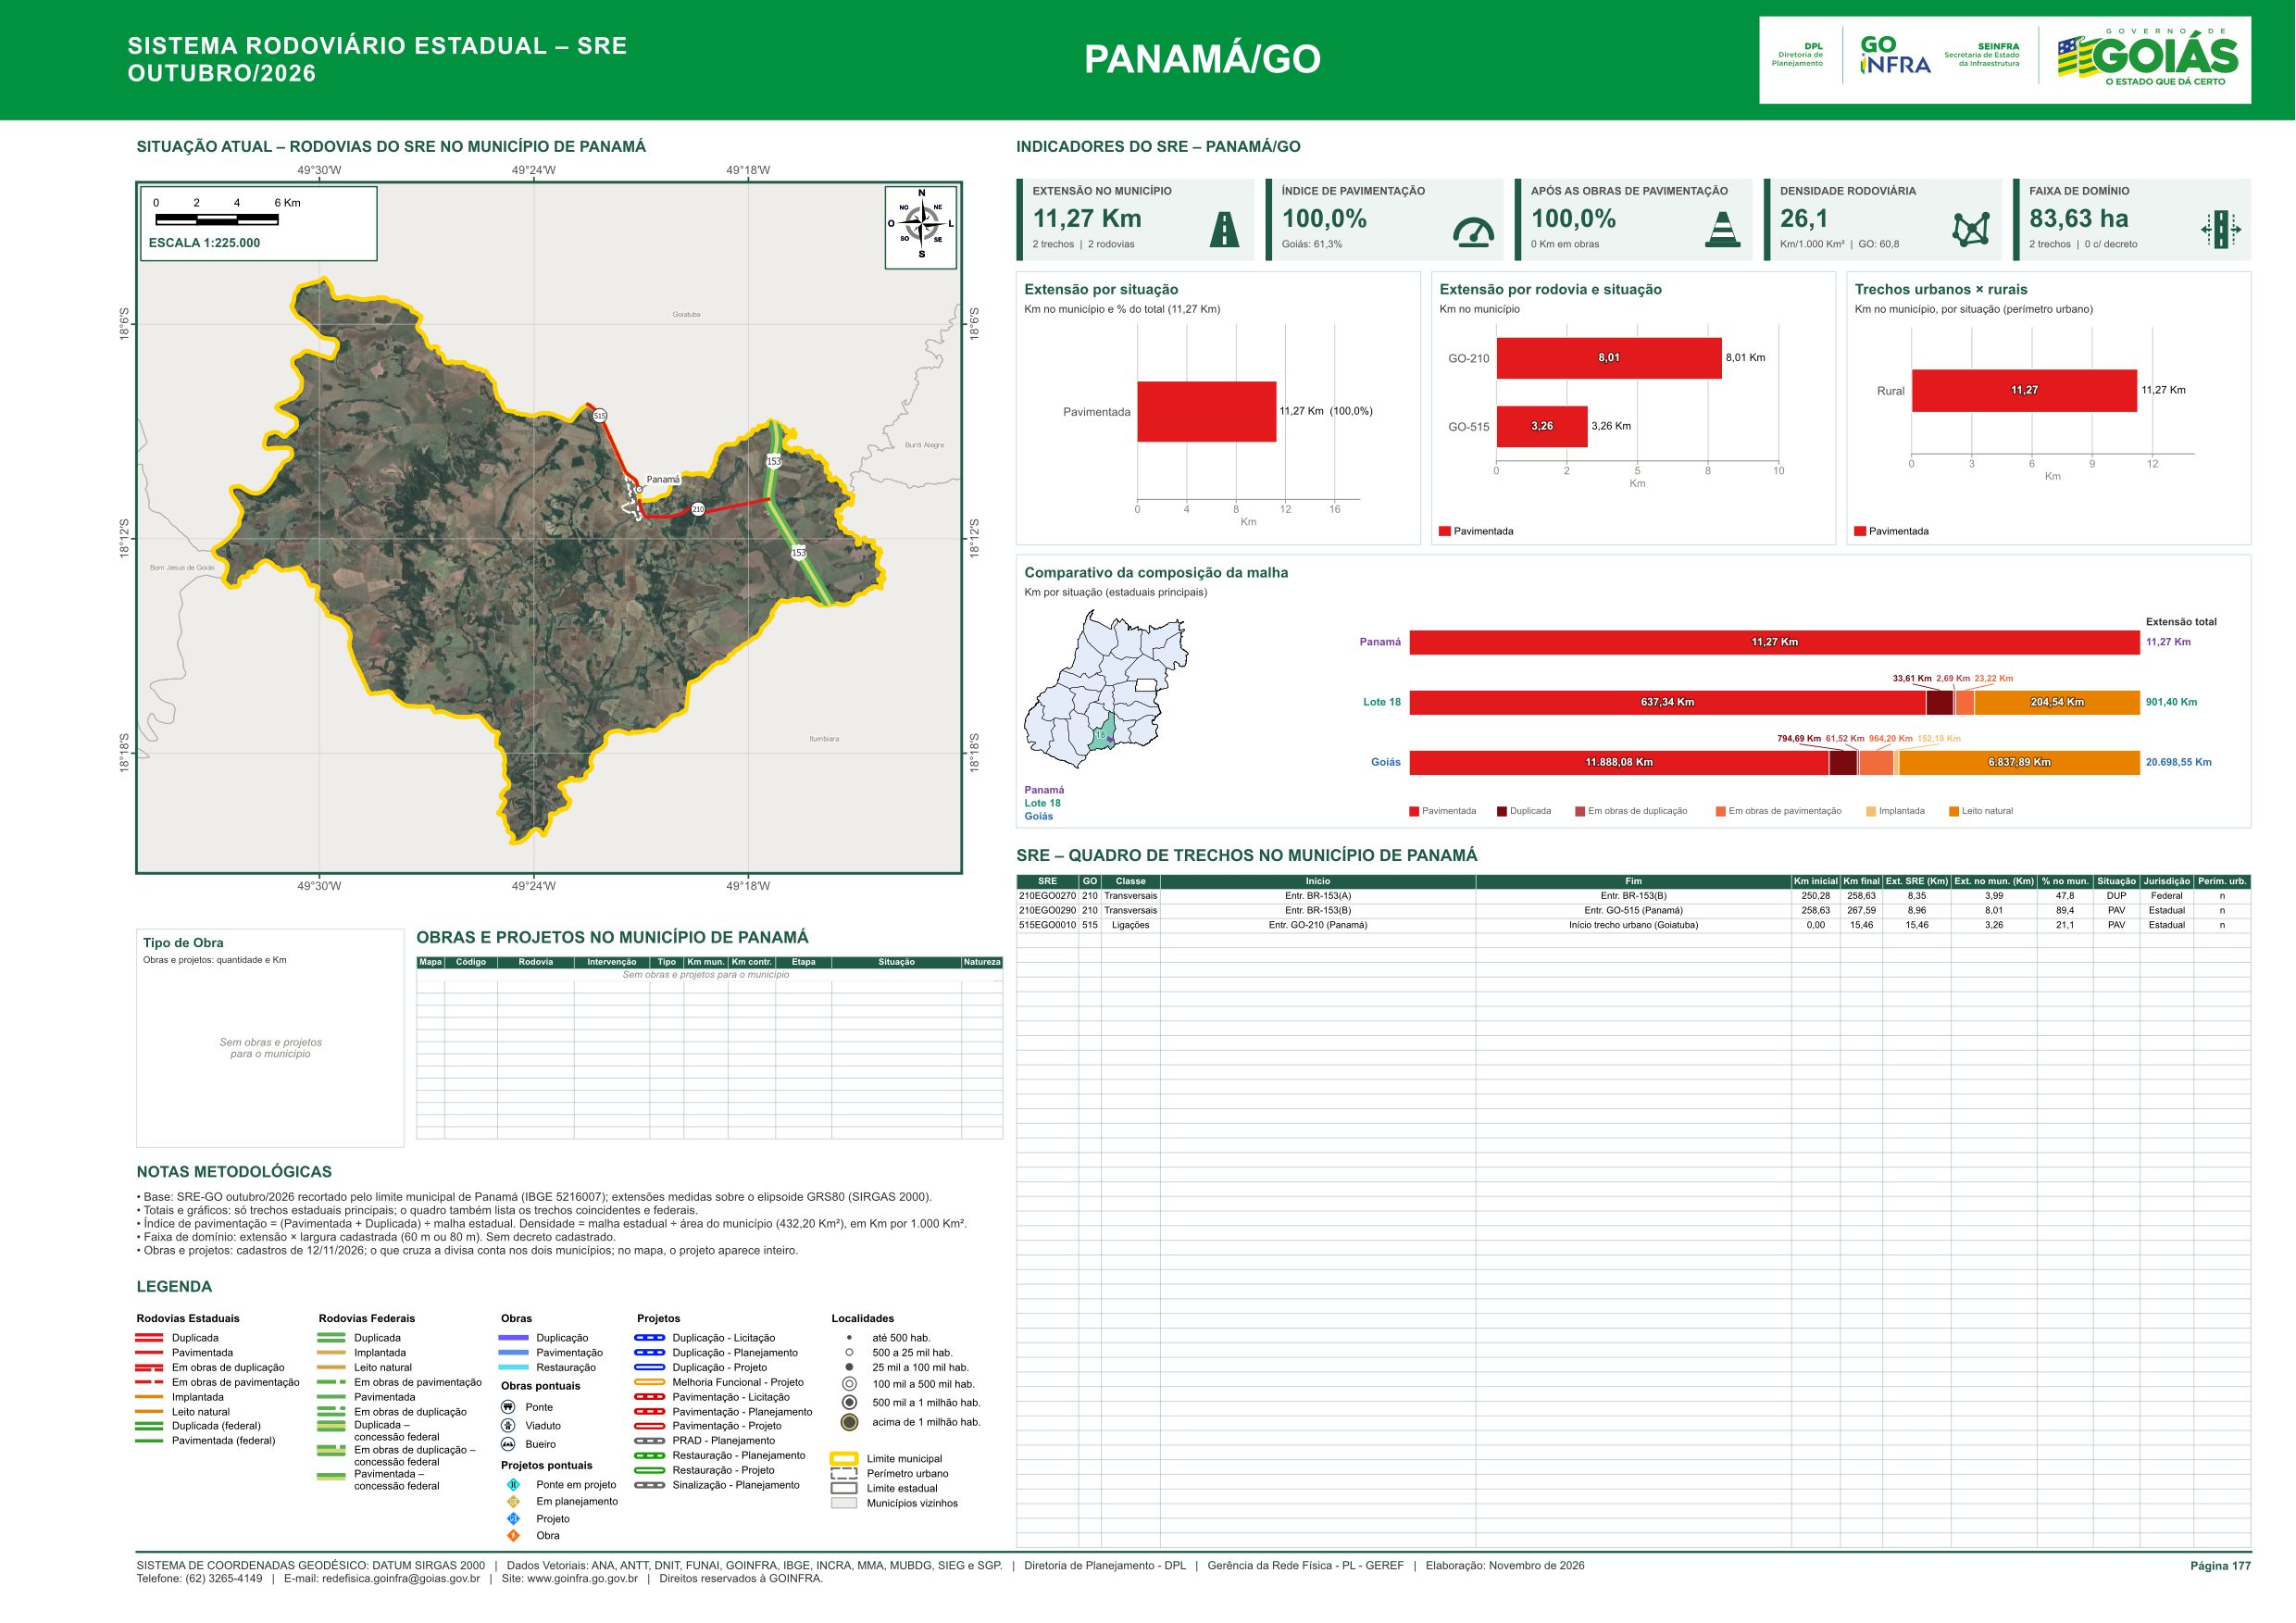 SISTEMA RODOVIÁRIO ESTADUAL – SRE
OUTUBRO/2026
PANAMÁ/GO
DPL
Diretoria de
Planejamento
GO
iNFRA
SEINFRA
Secretaria de Estado
da Infraestrutura
GOVERNO DE
GOIÁS
O ESTADO QUE DÁ CERTO
SITUAÇÃO ATUAL – RODOVIAS DO SRE NO MUNICÍPIO DE PANAMÁ
49°30'W 49°24'W 49°18'W
0 2 4 6 Km
ESCALA 1:225.000
N
NO NE
O L
SO SE
S
18°6'S 18°6'S
18°12'S 18°12'S
18°18'S 18°18'S
Goiatuba
Buriti Alegre
Bom Jesus de Goiás
Itumbiara
Panamá
515
153
210
153
49°30'W 49°24'W 49°18'W
INDICADORES DO SRE – PANAMÁ/GO
EXTENSÃO NO MUNICÍPIO
11,27 Km
2 trechos | 2 rodovias
ÍNDICE DE PAVIMENTAÇÃO
100,0%
Goiás: 61,3%
APÓS AS OBRAS DE PAVIMENTAÇÃO
100,0%
0 Km em obras
DENSIDADE RODOVIÁRIA
26,1
Km/1.000 Km² | GO: 60,8
FAIXA DE DOMÍNIO
83,63 ha
2 trechos | 0 c/ decreto
Extensão por situação
Km no município e % do total (11,27 Km)
Pavimentada
11,27 Km (100,0%)
0 4 8 12 16
Km
Extensão por rodovia e situação
Km no município
GO-210 8,01 8,01 Km
GO-515 3,26 3,26 Km
0 2 5 8 10
Km
Pavimentada
Trechos urbanos × rurais
Km no município, por situação (perímetro urbano)
Rural 11,27 11,27 Km
0 3 6 9 12
Km
Pavimentada
Comparativo da composição da malha
Km por situação (estaduais principais)
18
Panamá
Lote 18
Goiás
Extensão total
Panamá 11,27 Km 11,27 Km
33,61 Km 2,69 Km 23,22 Km
Lote 18 637,34 Km 204,54 Km 901,40 Km
794,69 Km 61,52 Km 964,20 Km 152,18 Km
Goiás 11.888,08 Km 6.837,89 Km 20.698,55 Km
Pavimentada Duplicada Em obras de duplicação Em obras de pavimentação Implantada Leito natural
SRE – QUADRO DE TRECHOS NO MUNICÍPIO DE PANAMÁ
SRE GO Classe Início Fim Km inicial Km final Ext. SRE (Km) Ext. no mun. (Km) % no mun. Situação Jurisdição Perím. urb.
210EGO0270 210 Transversais Entr. BR-153(A) Entr. BR-153(B) 250,28 258,63 8,35 3,99 47,8 DUP Federal n
210EGO0290 210 Transversais Entr. BR-153(B) Entr. GO-515 (Panamá) 258,63 267,59 8,96 8,01 89,4 PAV Estadual n
515EGO0010 515 Ligações Entr. GO-210 (Panamá) Início trecho urbano (Goiatuba) 0,00 15,46 15,46 3,26 21,1 PAV Estadual n
Tipo de Obra
Obras e projetos: quantidade e Km
Sem obras e projetos
para o município
OBRAS E PROJETOS NO MUNICÍPIO DE PANAMÁ
Mapa Código Rodovia Intervenção Tipo Km mun. Km contr. Etapa Situação Natureza
Sem obras e projetos para o município
NOTAS METODOLÓGICAS
• Base: SRE-GO outubro/2026 recortado pelo limite municipal de Panamá (IBGE 5216007); extensões medidas sobre o elipsoide GRS80 (SIRGAS 2000).
• Totais e gráficos: só trechos estaduais principais; o quadro também lista os trechos coincidentes e federais.
• Índice de pavimentação = (Pavimentada + Duplicada) ÷ malha estadual. Densidade = malha estadual ÷ área do município (432,20 Km²), em Km por 1.000 Km².
• Faixa de domínio: extensão × largura cadastrada (60 m ou 80 m). Sem decreto cadastrado.
• Obras e projetos: cadastros de 12/11/2026; o que cruza a divisa conta nos dois municípios; no mapa, o projeto aparece inteiro.
LEGENDA
Rodovias Estaduais
Duplicada
Pavimentada
Em obras de duplicação
Em obras de pavimentação
Implantada
Leito natural
Duplicada (federal)
Pavimentada (federal)
Rodovias Federais
Duplicada
Implantada
Leito natural
Em obras de pavimentação
Pavimentada
Em obras de duplicação
Duplicada –
concessão federal
Em obras de duplicação –
concessão federal
Pavimentada –
concessão federal
Obras
Duplicação
Pavimentação
Restauração
Obras pontuais
Ponte
Viaduto
Bueiro
Projetos pontuais
Ponte em projeto
Em planejamento
Projeto
Obra
Projetos
Duplicação - Licitação
Duplicação - Planejamento
Duplicação - Projeto
Melhoria Funcional - Projeto
Pavimentação - Licitação
Pavimentação - Planejamento
Pavimentação - Projeto
PRAD - Planejamento
Restauração - Planejamento
Restauração - Projeto
Sinalização - Planejamento
Localidades
até 500 hab.
500 a 25 mil hab.
25 mil a 100 mil hab.
100 mil a 500 mil hab.
500 mil a 1 milhão hab.
acima de 1 milhão hab.
Limite municipal
Perímetro urbano
Limite estadual
Municípios vizinhos
SISTEMA DE COORDENADAS GEODÉSICO: DATUM SIRGAS 2000 | Dados Vetoriais: ANA, ANTT, DNIT, FUNAI, GOINFRA, IBGE, INCRA, MMA, MUBDG, SIEG e SGP. | Diretoria de Planejamento - DPL | Gerência da Rede Física - PL - GEREF | Elaboração: Novembro de 2026
Página 177
Telefone: (62) 3265-4149 | E-mail: redefisica.goinfra@goias.gov.br | Site: www.goinfra.go.gov.br | Direitos reservados à GOINFRA.